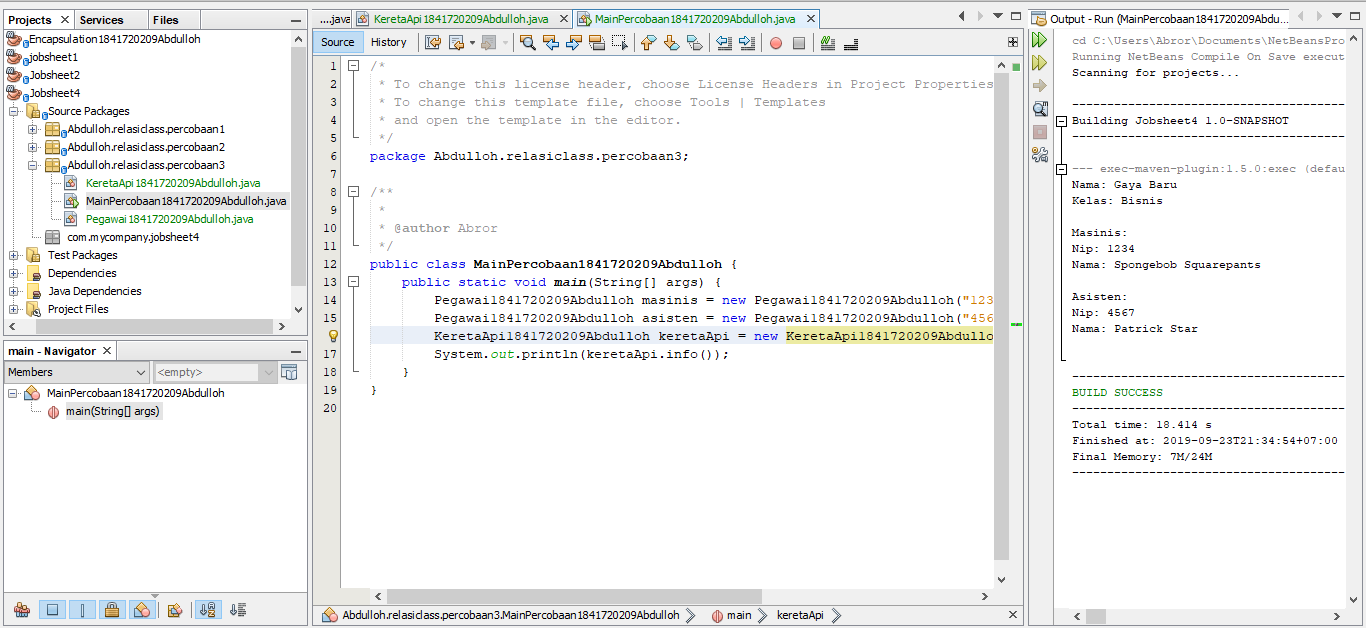 Projects
Services
Files
Encapsulation1841720209Abdulloh
jobsheet1
Jobsheet2
Jobsheet4
Source Packages
Abdulloh.relasiclass.percobaan1
Abdulloh.relasiclass.percobaan2
Abdulloh.relasiclass.percobaan3
KeretaApi1841720209Abdulloh.java
MainPercobaan1841720209Abdulloh.java
Pegawai1841720209Abdulloh.java
com.mycompany.jobsheet4
Test Packages
Dependencies
Java Dependencies
Project Files
main - Navigator
Members
<empty>
MainPercobaan1841720209Abdulloh
main(String[] args)
....java
KeretaApi1841720209Abdulloh.java
MainPercobaan1841720209Abdulloh.java
Source
History
1 /*
2 * To change this license header, choose License Headers in Project Properties
3 * To change this template file, choose Tools | Templates
4 * and open the template in the editor.
5 */
6 package Abdulloh.relasiclass.percobaan3;
7
8 /**
9 *
10 * @author Abror
11 */
12 public class MainPercobaan1841720209Abdulloh {
13 public static void main(String[] args) {
14 Pegawai1841720209Abdulloh masinis = new Pegawai1841720209Abdulloh("123
15 Pegawai1841720209Abdulloh asisten = new Pegawai1841720209Abdulloh("456
KeretaApi1841720209Abdulloh keretaApi = new KeretaApi1841720209Abdullo
17 System.out.println(keretaApi.info());
18 }
19 }
20
Abdulloh.relasiclass.percobaan3.MainPercobaan1841720209Abdulloh
main
keretaApi
Output - Run (MainPercobaan1841720209Abdu...
cd C:\Users\Abror\Documents\NetBeansPro
Running NetBeans Compile On Save execut
Scanning for projects...
------------------------------------------------------------------------
Building Jobsheet4 1.0-SNAPSHOT
------------------------------------------------------------------------
--- exec-maven-plugin:1.5.0:exec (defau
Nama: Gaya Baru
Kelas: Bisnis
Masinis:
Nip: 1234
Nama: Spongebob Squarepants
Asisten:
Nip: 4567
Nama: Patrick Star
------------------------------------------------------------------------
BUILD SUCCESS
------------------------------------------------------------------------
Total time: 18.414 s
Finished at: 2019-09-23T21:34:54+07:00
Final Memory: 7M/24M
------------------------------------------------------------------------